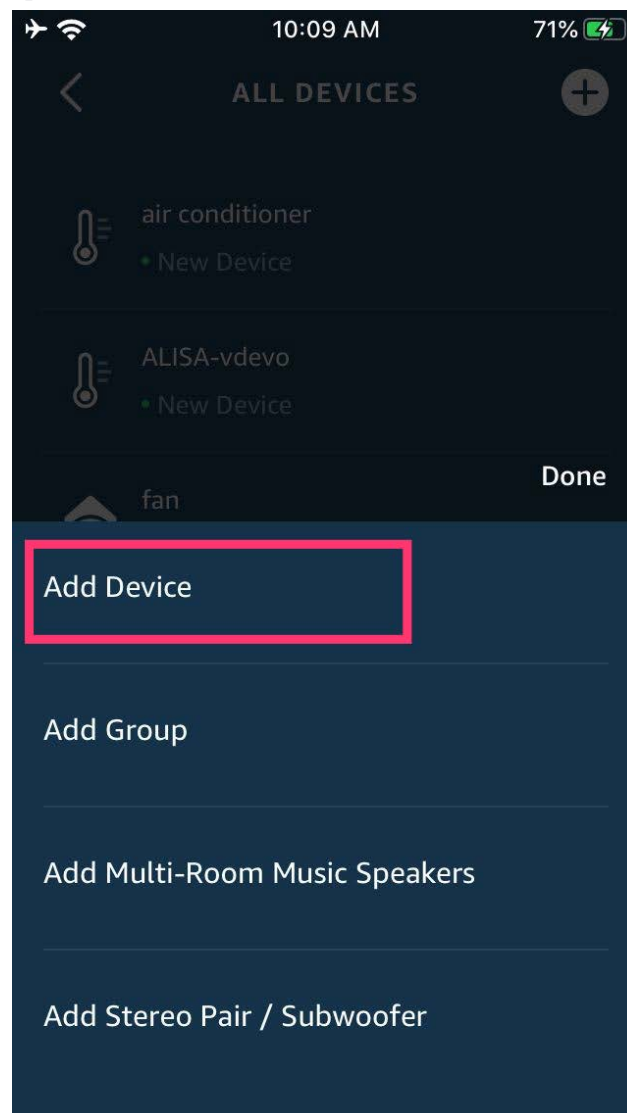 10:09 AM
71%
ALL DEVICES
air conditioner
• New Device
ALISA-vdevo
• New Device
Done
fan
Add Device
Add Group
Add Multi-Room Music Speakers
Add Stereo Pair / Subwoofer